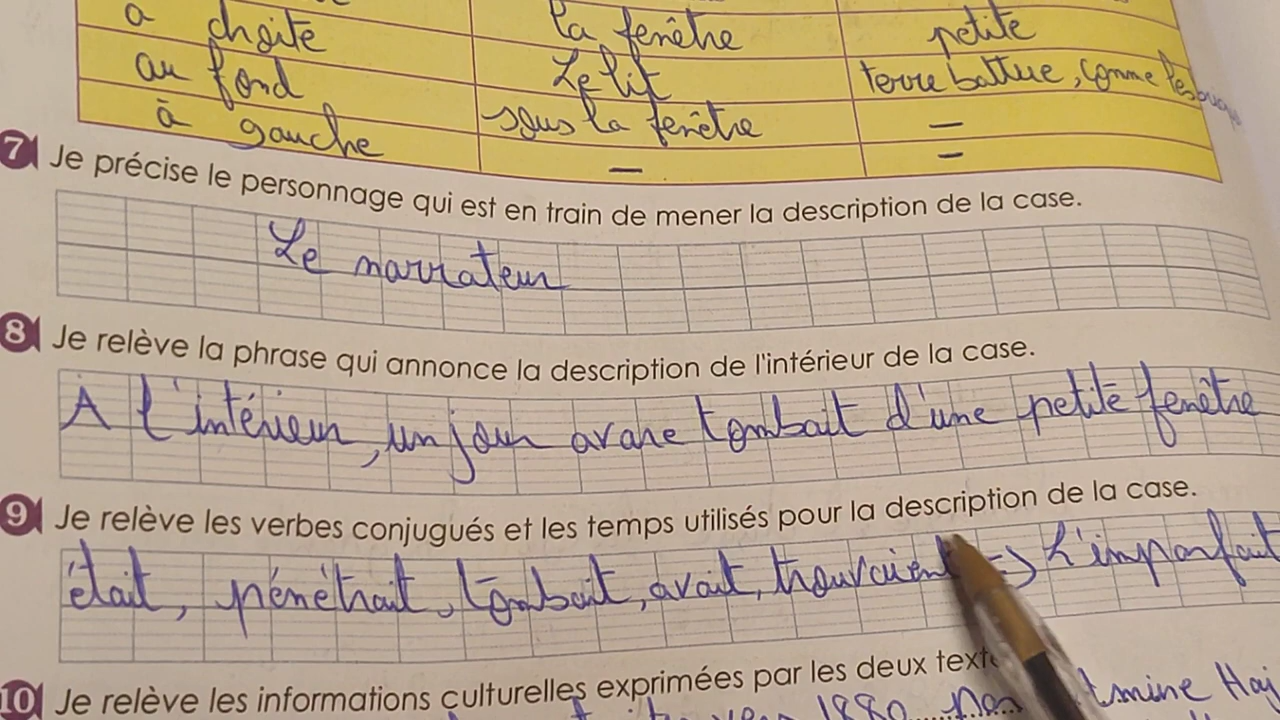 à droite la fenêtre petite
au fond Le lit terre battue, comme les
à gauche sous la fenêtre —
— —
7 Je précise le personnage qui est en train de mener la description de la case.
Le narrateur
8 Je relève la phrase qui annonce la description de l'intérieur de la case.
A l'intérieur, un jour avare tombait d'une petite fenêtre
9 Je relève les verbes conjugués et les temps utilisés pour la description de la case.
était, pénétrait, tombait, avait, trouvaient => L'imparfait
10 Je relève les informations culturelles exprimées par les deux text
1880